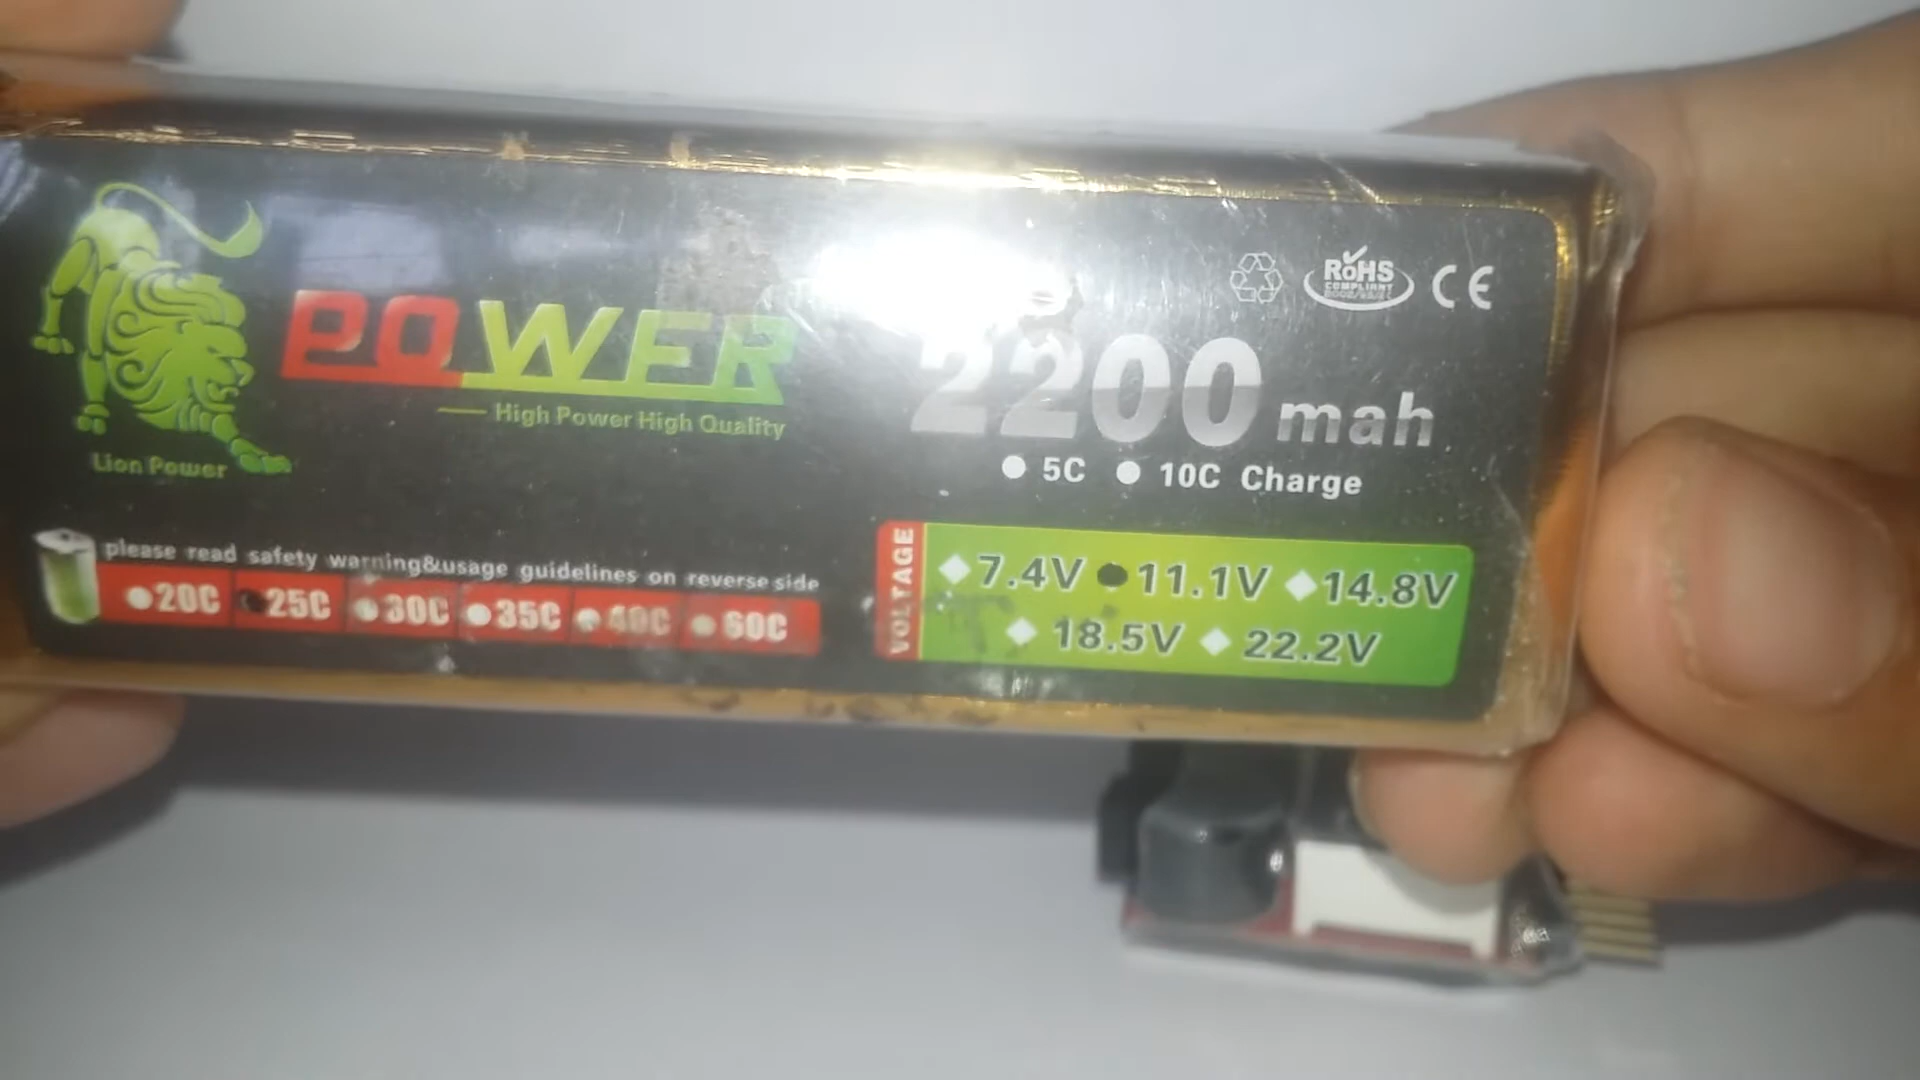 RoHS
COMPLIANT
CE
POWER
2200 mah
High Power High Quality
Lion Power
5C 10C Charge
please read safety warning&usage guidelines on reverse side
20C 25C 30C 35C 40C 60C
VOLTAGE
7.4V 11.1V 14.8V
18.5V 22.2V